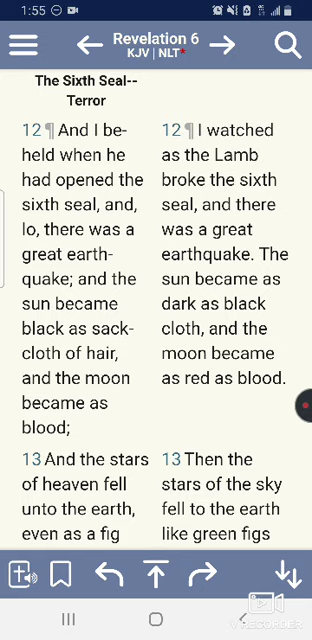 1:55
Revelation 6
KJV | NLT*
The Sixth Seal--
Terror
12 ¶ And I be-
held when he
had opened the
sixth seal, and,
lo, there was a
great earth-
quake; and the
sun became
black as sack-
cloth of hair,
and the moon
became as
blood;
13 And the stars
of heaven fell
unto the earth,
even as a fig
12 ¶ I watched
as the Lamb
broke the sixth
seal, and there
was a great
earthquake. The
sun became as
dark as black
cloth, and the
moon became
as red as blood.
13 Then the
stars of the sky
fell to the earth
like green figs
V RECORDER